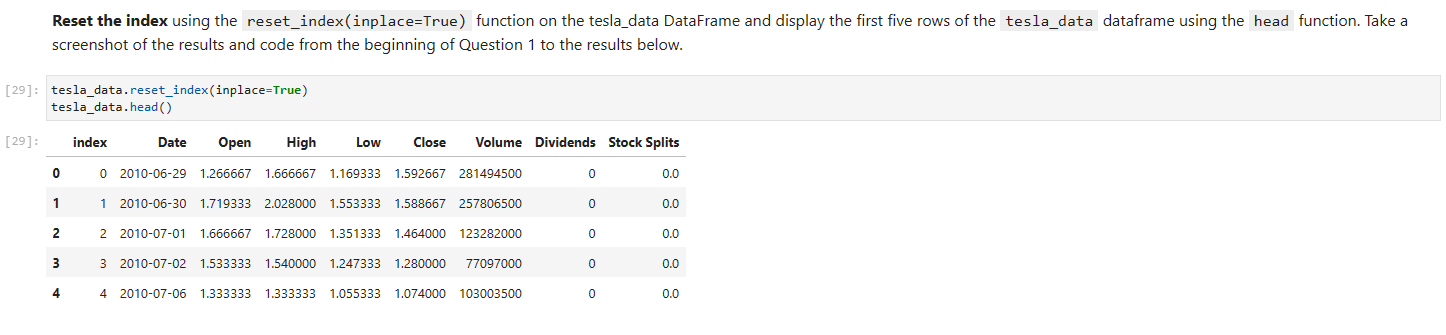 Reset the index using the reset_index(inplace=True) function on the tesla_data DataFrame and display the first five rows of the tesla_data dataframe using the head function. Take a
screenshot of the results and code from the beginning of Question 1 to the results below.
[29]: tesla_data.reset_index(inplace=True)
tesla_data.head()
[29]: index Date Open High Low Close Volume Dividends Stock Splits
0 0 2010-06-29 1.266667 1.666667 1.169333 1.592667 281494500 0 0.0
1 1 2010-06-30 1.719333 2.028000 1.553333 1.588667 257806500 0 0.0
2 2 2010-07-01 1.666667 1.728000 1.351333 1.464000 123282000 0 0.0
3 3 2010-07-02 1.533333 1.540000 1.247333 1.280000 77097000 0 0.0
4 4 2010-07-06 1.333333 1.333333 1.055333 1.074000 103003500 0 0.0